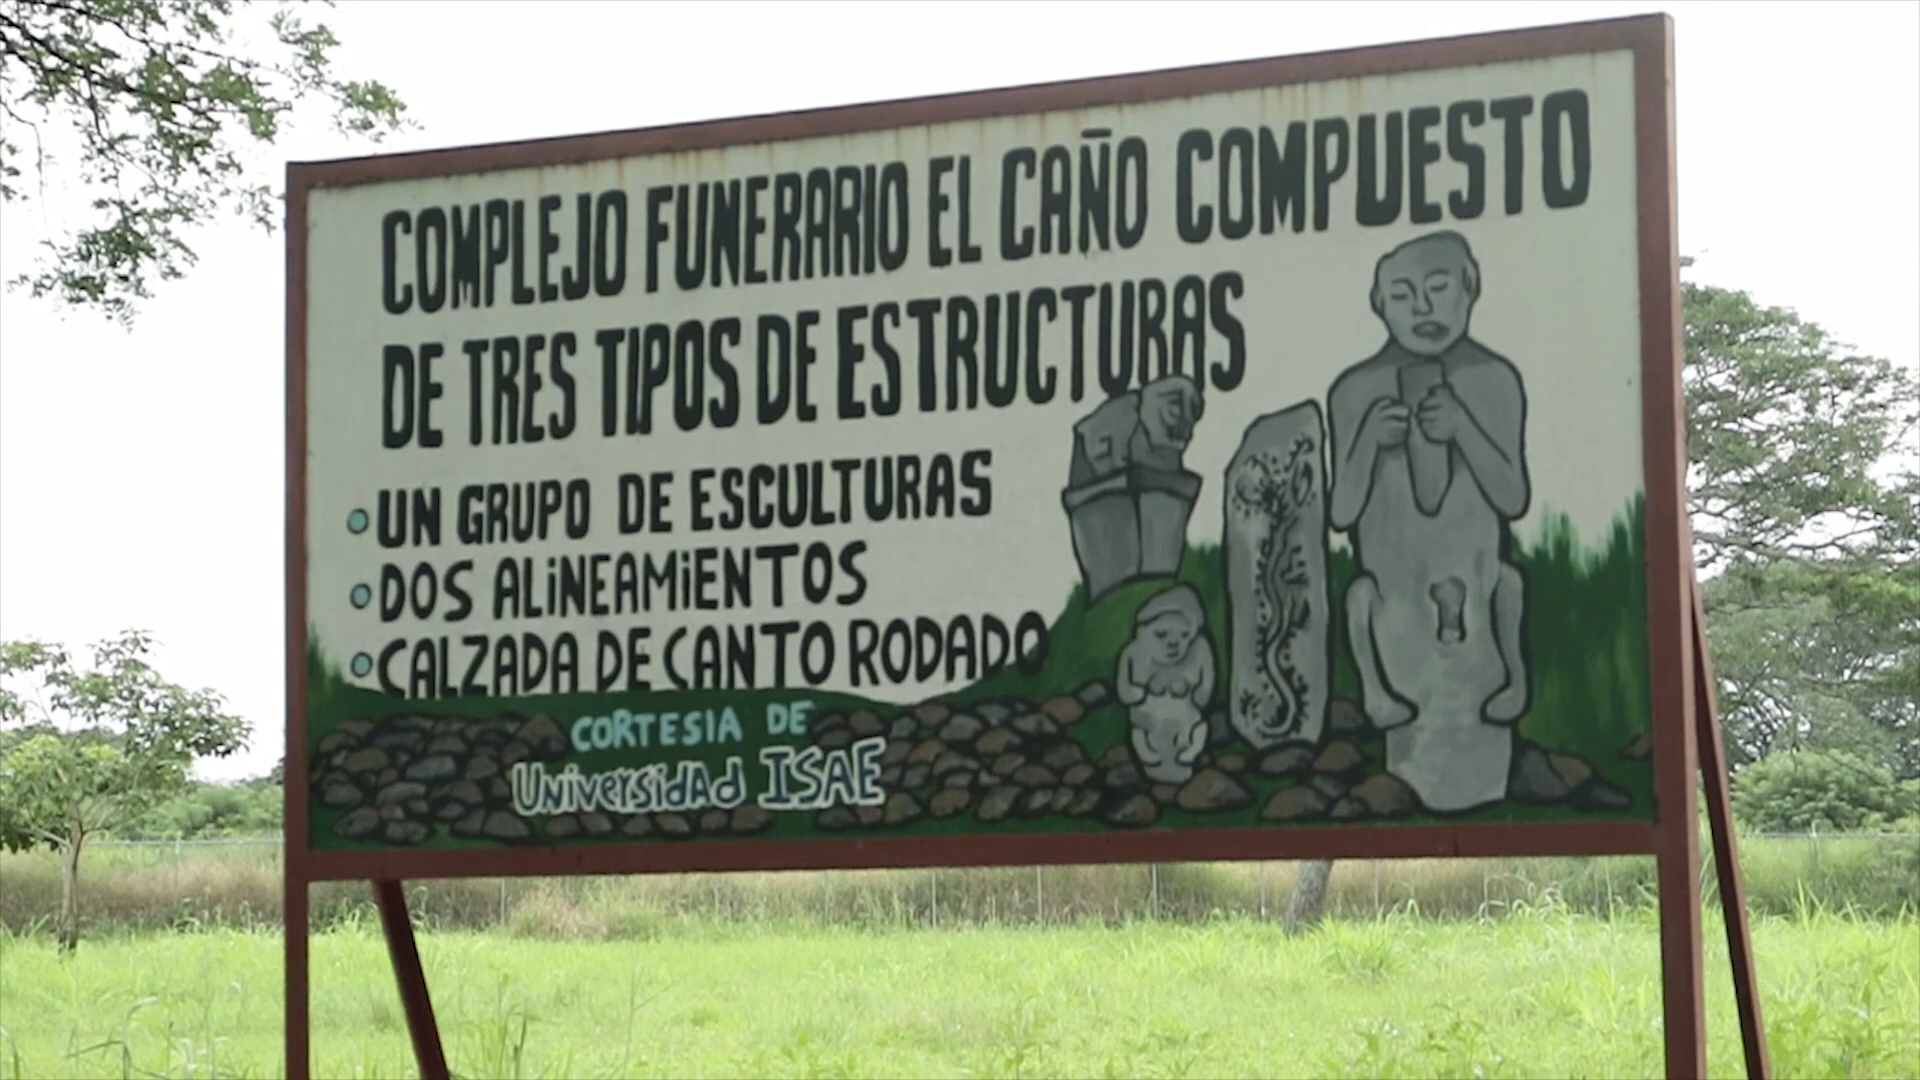 COMPLEJO FUNERARIO EL CAÑO COMPUESTO
DE TRES TIPOS DE ESTRUCTURAS
UN GRUPO DE ESCULTURAS
DOS ALiNEAMiENTOS
CALZADA DE CANTO RODADO
CORTESIA DE
UNiversidad ISAE